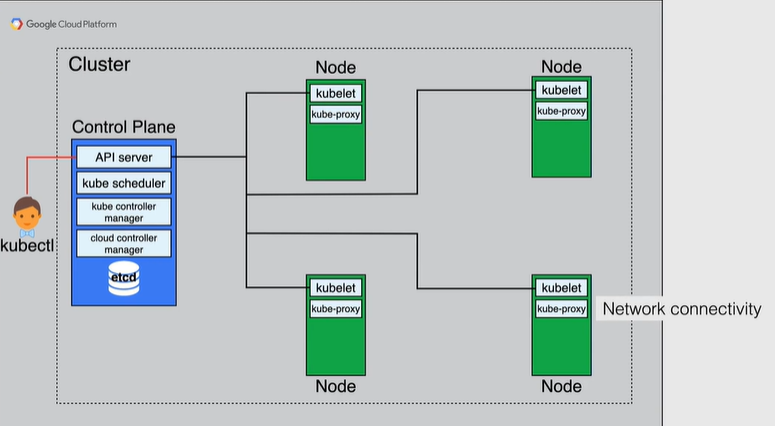 Google Cloud Platform
Cluster
Control Plane
API server
kube scheduler
kube controller
manager
cloud controller
manager
etcd
kubectl
Node
kubelet
kube-proxy
Node
kubelet
kube-proxy
kubelet
kube-proxy
Node
kubelet
kube-proxy
Node
Network connectivity